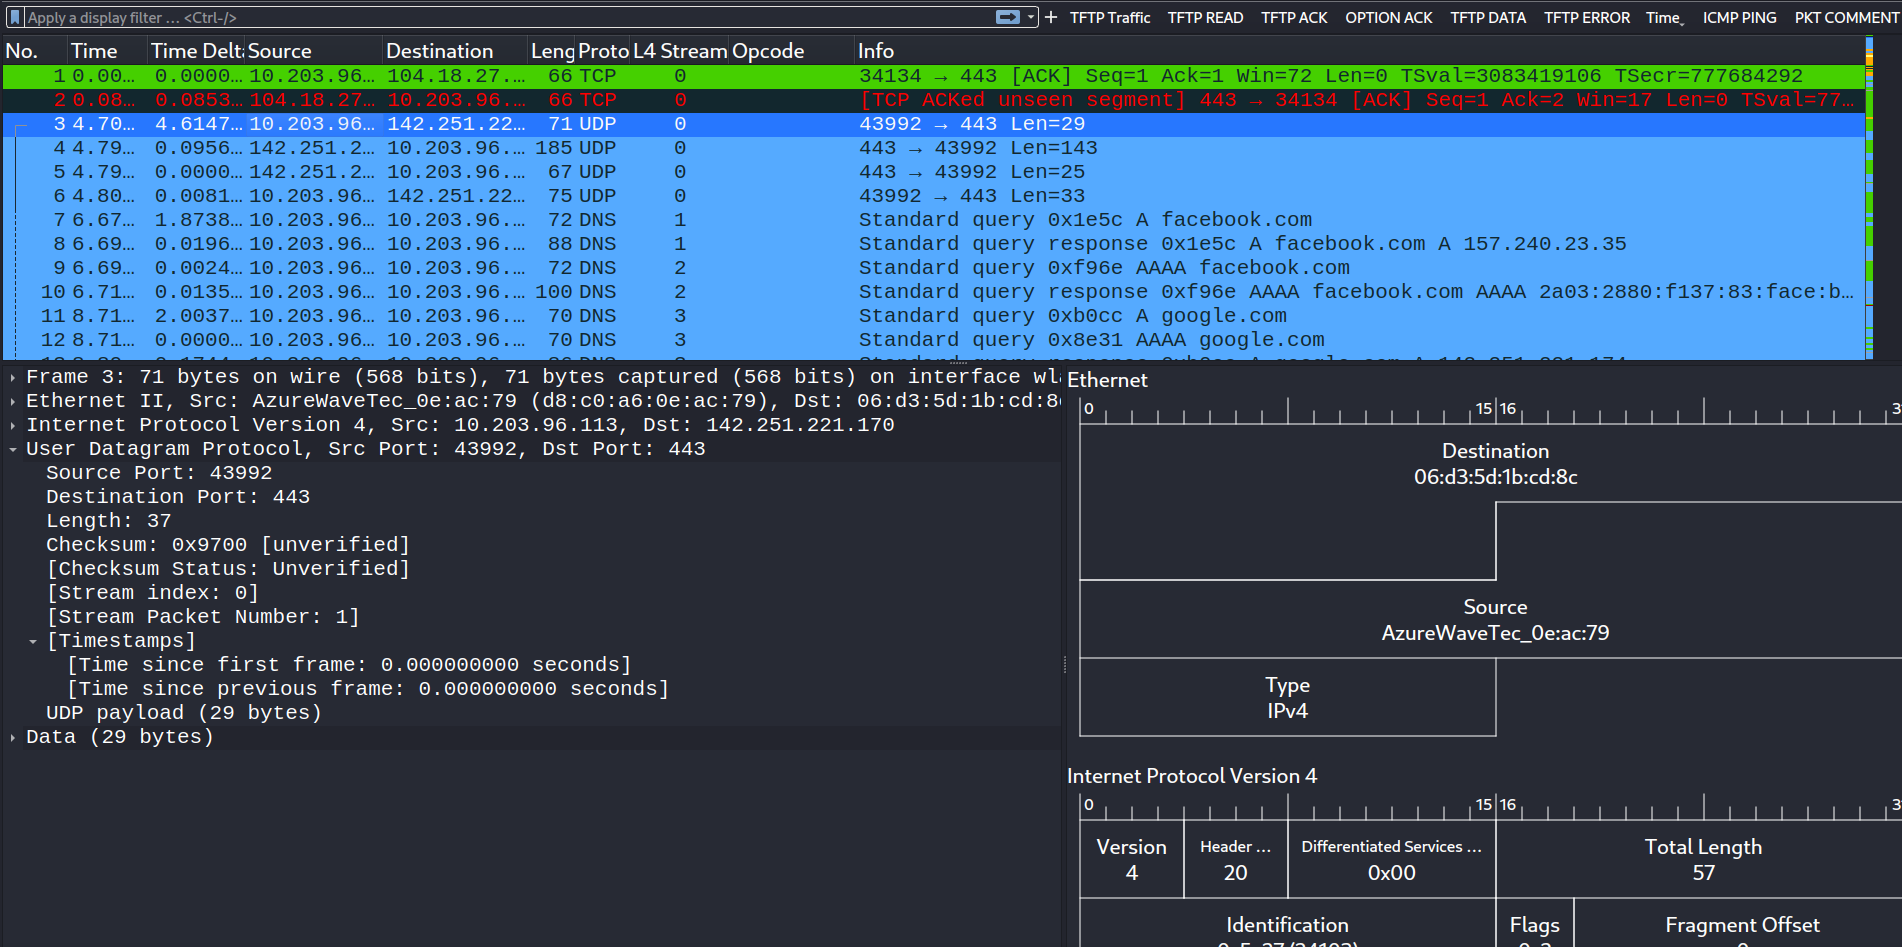 Apply a display filter … <Ctrl-/>
+ TFTP Traffic TFTP READ TFTP ACK OPTION ACK TFTP DATA TFTP ERROR Time ICMP PING PKT COMMENT
No. Time Time Delt Source Destination Leng Proto L4 Stream Opcode Info
1 0.00… 0.0000… 10.203.96… 104.18.27.… 66 TCP 0 34134 → 443 [ACK] Seq=1 Ack=1 Win=72 Len=0 TSval=3083419106 TSecr=777684292
2 0.08… 0.0853… 104.18.27… 10.203.96.… 66 TCP 0 [TCP ACKed unseen segment] 443 → 34134 [ACK] Seq=1 Ack=2 Win=17 Len=0 TSval=77…
3 4.70… 4.6147… 10.203.96… 142.251.22… 71 UDP 0 43992 → 443 Len=29
4 4.79… 0.0956… 142.251.2… 10.203.96.… 185 UDP 0 443 → 43992 Len=143
5 4.79… 0.0000… 142.251.2… 10.203.96.… 67 UDP 0 443 → 43992 Len=25
6 4.80… 0.0081… 10.203.96… 142.251.22… 75 UDP 0 43992 → 443 Len=33
7 6.67… 1.8738… 10.203.96… 10.203.96.… 72 DNS 1 Standard query 0x1e5c A facebook.com
8 6.69… 0.0196… 10.203.96… 10.203.96.… 88 DNS 1 Standard query response 0x1e5c A facebook.com A 157.240.23.35
9 6.69… 0.0024… 10.203.96… 10.203.96.… 72 DNS 2 Standard query 0xf96e AAAA facebook.com
10 6.71… 0.0135… 10.203.96… 10.203.96.… 100 DNS 2 Standard query response 0xf96e AAAA facebook.com AAAA 2a03:2880:f137:83:face:b…
11 8.71… 2.0037… 10.203.96… 10.203.96.… 70 DNS 3 Standard query 0xb0cc A google.com
12 8.71… 0.0000… 10.203.96… 10.203.96.… 70 DNS 3 Standard query 0x8e31 AAAA google.com
Frame 3: 71 bytes on wire (568 bits), 71 bytes captured (568 bits) on interface wl
Ethernet II, Src: AzureWaveTec_0e:ac:79 (d8:c0:a6:0e:ac:79), Dst: 06:d3:5d:1b:cd:8
Internet Protocol Version 4, Src: 10.203.96.113, Dst: 142.251.221.170
User Datagram Protocol, Src Port: 43992, Dst Port: 443
Source Port: 43992
Destination Port: 443
Length: 37
Checksum: 0x9700 [unverified]
[Checksum Status: Unverified]
[Stream index: 0]
[Stream Packet Number: 1]
[Timestamps]
[Time since first frame: 0.000000000 seconds]
[Time since previous frame: 0.000000000 seconds]
UDP payload (29 bytes)
Data (29 bytes)
Ethernet
0 15 16 3
Destination
06:d3:5d:1b:cd:8c
Source
AzureWaveTec_0e:ac:79
Type
IPv4
Internet Protocol Version 4
0 15 16 3
Version Header … Differentiated Services … Total Length
4 20 0x00 57
Identification Flags Fragment Offset